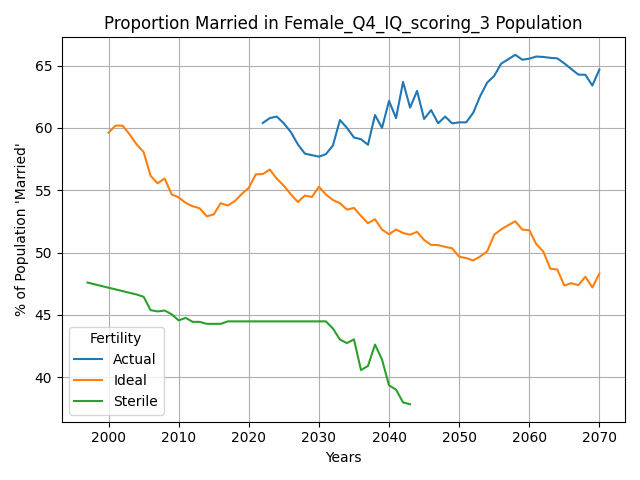 Proportion Married in Female_Q4_IQ_scoring_3 Population
% of Population 'Married'
65
60
55
50
45
40
Fertility
Actual
Ideal
Sterile
2000 2010 2020 2030 2040 2050 2060 2070
Years